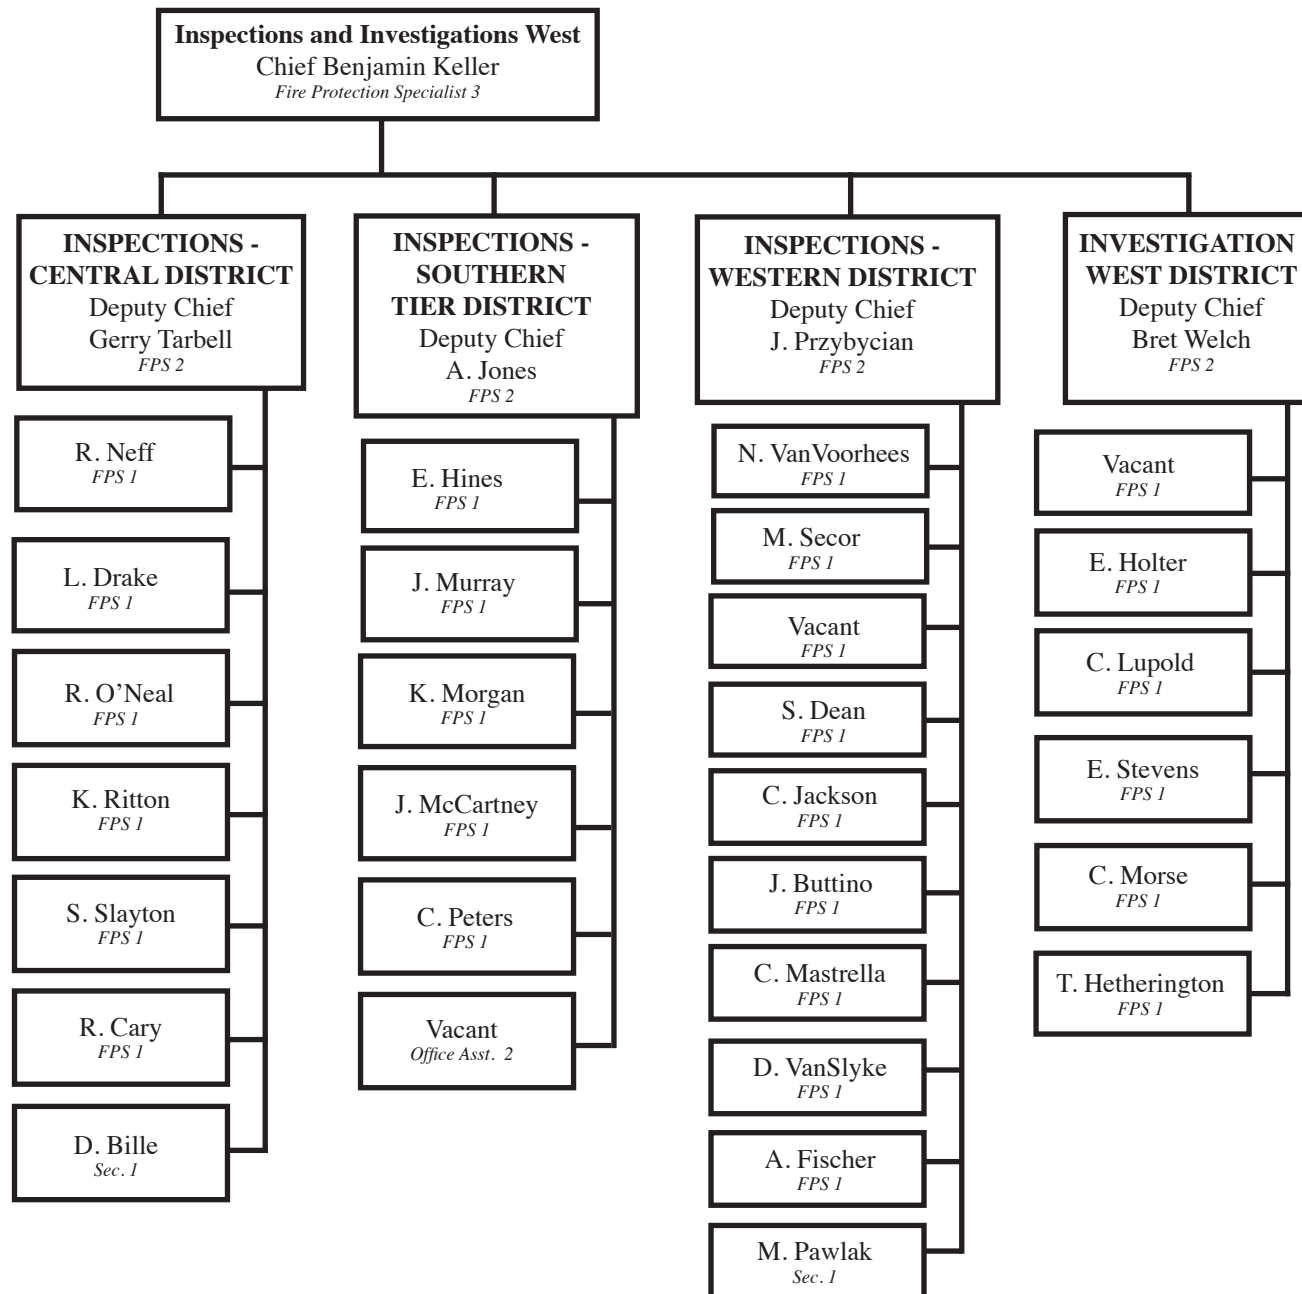 Inspections and Investigations West
Chief Benjamin Keller
Fire Protection Specialist 3
INSPECTIONS -
CENTRAL DISTRICT
Deputy Chief
Gerry Tarbell
FPS 2
R. Neff
FPS 1
L. Drake
FPS 1
R. O’Neal
FPS 1
K. Ritton
FPS 1
S. Slayton
FPS 1
R. Cary
FPS 1
D. Bille
Sec. 1
INSPECTIONS -
SOUTHERN
TIER DISTRICT
Deputy Chief
A. Jones
FPS 2
E. Hines
FPS 1
J. Murray
FPS 1
K. Morgan
FPS 1
J. McCartney
FPS 1
C. Peters
FPS 1
Vacant
Office Asst. 2
INSPECTIONS -
WESTERN DISTRICT
Deputy Chief
J. Przybycian
FPS 2
N. VanVoorhees
FPS 1
M. Secor
FPS 1
Vacant
FPS 1
S. Dean
FPS 1
C. Jackson
FPS 1
J. Buttino
FPS 1
C. Mastrella
FPS 1
D. VanSlyke
FPS 1
A. Fischer
FPS 1
M. Pawlak
Sec. 1
INVESTIGATION
WEST DISTRICT
Deputy Chief
Bret Welch
FPS 2
Vacant
FPS 1
E. Holter
FPS 1
C. Lupold
FPS 1
E. Stevens
FPS 1
C. Morse
FPS 1
T. Hetherington
FPS 1